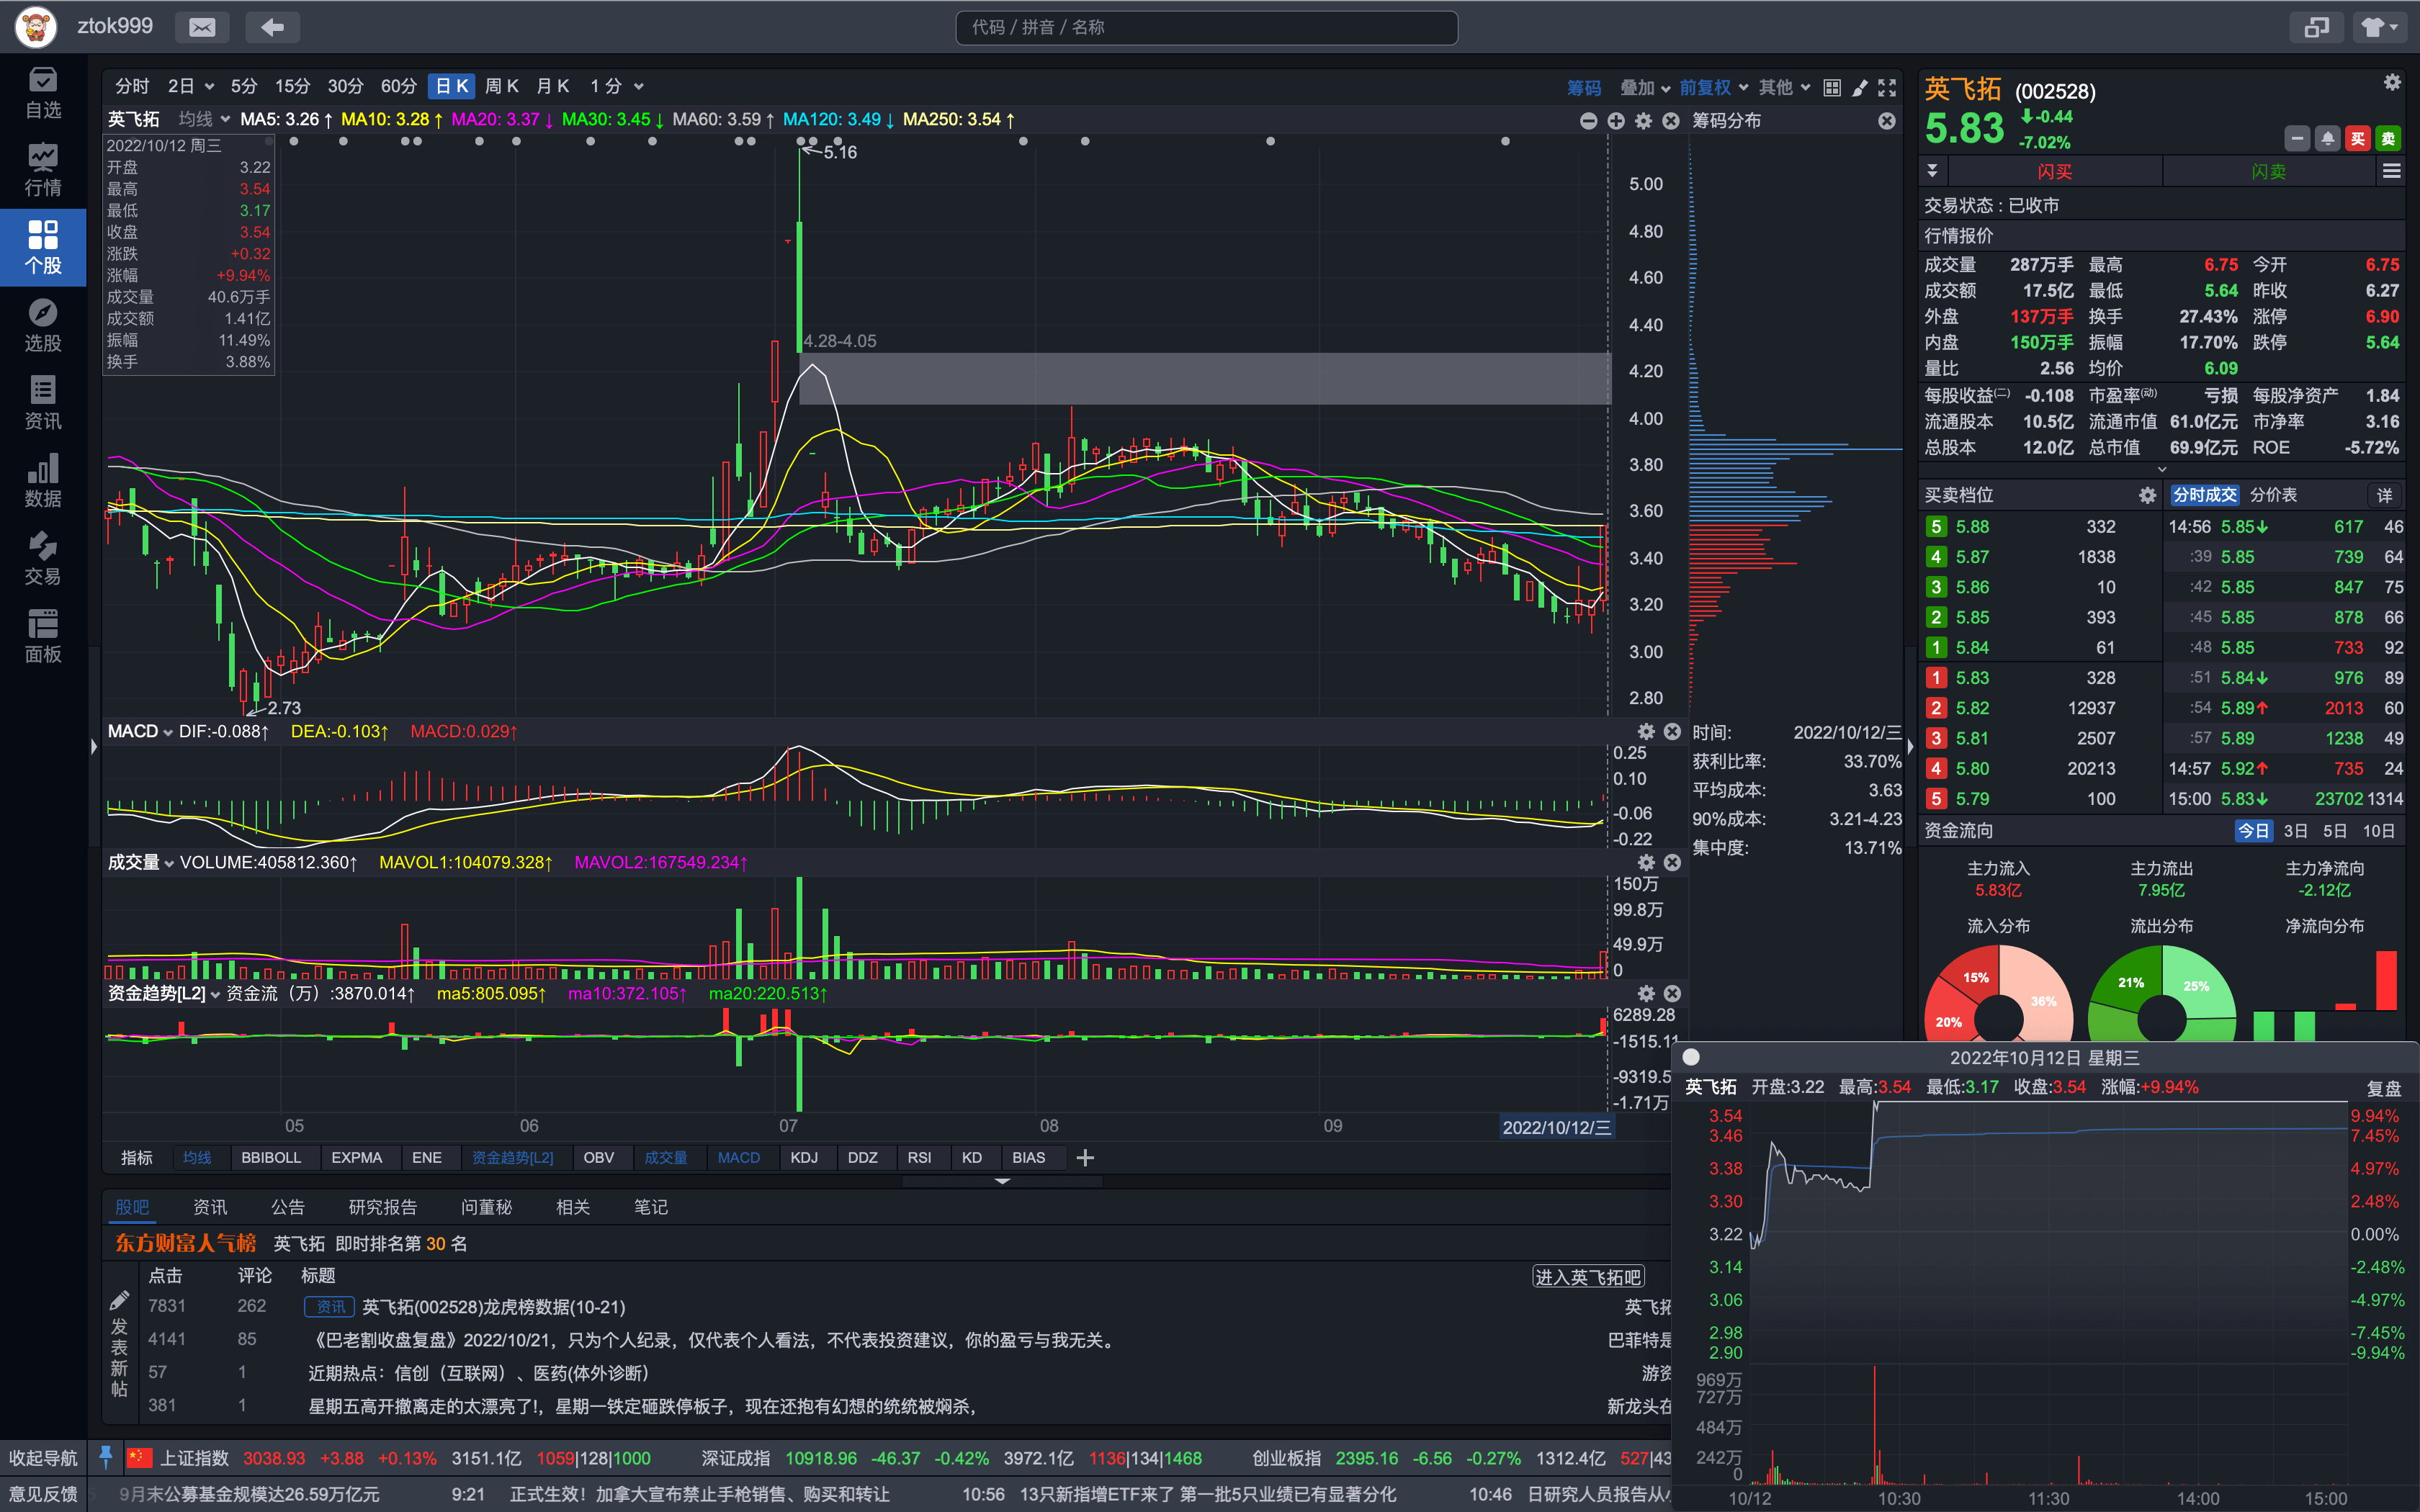 ztok999
代码 / 拼音 / 名称
自选
行情
个股
选股
资讯
数据
交易
面板
收起导航
意见反馈
分时 2日 5分 15分 30分 60分 日K 周K 月K 1分
筹码 叠加 前复权 其他
英飞拓 均线 MA5: 3.26↑ MA10: 3.28↑ MA20: 3.37↓ MA30: 3.45↓ MA60: 3.59↑ MA120: 3.49↓ MA250: 3.54↑
筹码分布
2022/10/12 周三
开盘 3.22
最高 3.54
最低 3.17
收盘 3.54
涨跌 +0.32
涨幅 +9.94%
成交量 40.6万手
成交额 1.41亿
振幅 11.49%
换手 3.88%
5.16
4.28-4.05
2.73
5.00
4.80
4.60
4.40
4.20
4.00
3.80
3.60
3.40
3.20
3.00
2.80
MACD DIF:-0.088↑ DEA:-0.103↑ MACD:0.029↑
0.25
0.10
-0.06
-0.22
成交量 VOLUME:405812.360↑ MAVOL1:104079.328↑ MAVOL2:167549.234↑
150万
99.8万
49.9万
0
资金趋势[L2] 资金流（万）:3870.014↑ ma5:805.095↑ ma10:372.105↑ ma20:220.513↑
6289.28
-1515.11
-9319.5
-1.71万
05 06 07 08 09 2022/10/12/三
指标 均线 BBIBOLL EXPMA ENE 资金趋势[L2] OBV 成交量 MACD KDJ DDZ RSI KD BIAS
时间: 2022/10/12/三
获利比率: 33.70%
平均成本: 3.63
90%成本: 3.21-4.23
集中度: 13.71%
股吧 资讯 公告 研究报告 问董秘 相关 笔记
东方财富人气榜 英飞拓 即时排名第 30 名
发表新帖
点击 评论 标题
进入英飞拓吧
7831 262 资讯 英飞拓(002528)龙虎榜数据(10-21) 英飞拓
4141 85 《巴老割收盘复盘》2022/10/21，只为个人纪录，仅代表个人看法，不代表投资建议，你的盈亏与我无关。 巴菲特是
57 1 近期热点：信创（互联网）、医药(体外诊断) 游资
381 1 星期五高开撤离走的太漂亮了!，星期一铁定砸跌停板子，现在还抱有幻想的统统被焖杀， 新龙头在
英飞拓 (002528)
5.83 -0.44
-7.02%
买 卖
闪买 闪卖
交易状态 : 已收市
行情报价
成交量 287万手 最高 6.75 今开 6.75
成交额 17.5亿 最低 5.64 昨收 6.27
外盘 137万手 换手 27.43% 涨停 6.90
内盘 150万手 振幅 17.70% 跌停 5.64
量比 2.56 均价 6.09
每股收益(二) -0.108 市盈率(动) 亏损 每股净资产 1.84
流通股本 10.5亿 流通市值 61.0亿元 市净率 3.16
总股本 12.0亿 总市值 69.9亿元 ROE -5.72%
买卖档位 分时成交 分价表 详
5 5.88 332 14:56 5.85↓ 617 46
4 5.87 1838 :39 5.85 739 64
3 5.86 10 :42 5.85 847 75
2 5.85 393 :45 5.85 878 66
1 5.84 61 :48 5.85 733 92
1 5.83 328 :51 5.84↓ 976 89
2 5.82 12937 :54 5.89↑ 2013 60
3 5.81 2507 :57 5.89 1238 49
4 5.80 20213 14:57 5.92↑ 735 24
5 5.79 100 15:00 5.83↓ 23702 1314
资金流向 今日 3日 5日 10日
主力流入 主力流出 主力净流向
5.83亿 7.95亿 -2.12亿
流入分布 流出分布 净流向分布
15% 36% 20%
21% 25%
2022年10月12日 星期三
英飞拓 开盘:3.22 最高:3.54 最低:3.17 收盘:3.54 涨幅:+9.94% 复盘
3.54 9.94%
3.46 7.45%
3.38 4.97%
3.30 2.48%
3.22 0.00%
3.14 -2.48%
3.06 -4.97%
2.98 -7.45%
2.90 -9.94%
969万
727万
484万
242万
0
10/12 10:30 11:30 14:00 15:00
上证指数 3038.93 +3.88 +0.13% 3151.1亿 1059|128|1000 深证成指 10918.96 -46.37 -0.42% 3972.1亿 1136|134|1468 创业板指 2395.16 -6.56 -0.27% 1312.4亿 527|43
9月末公募基金规模达26.59万亿元 9:21 正式生效！加拿大宣布禁止手枪销售、购买和转让 10:56 13只新指增ETF来了 第一批5只业绩已有显著分化 10:46 日研究人员报告从